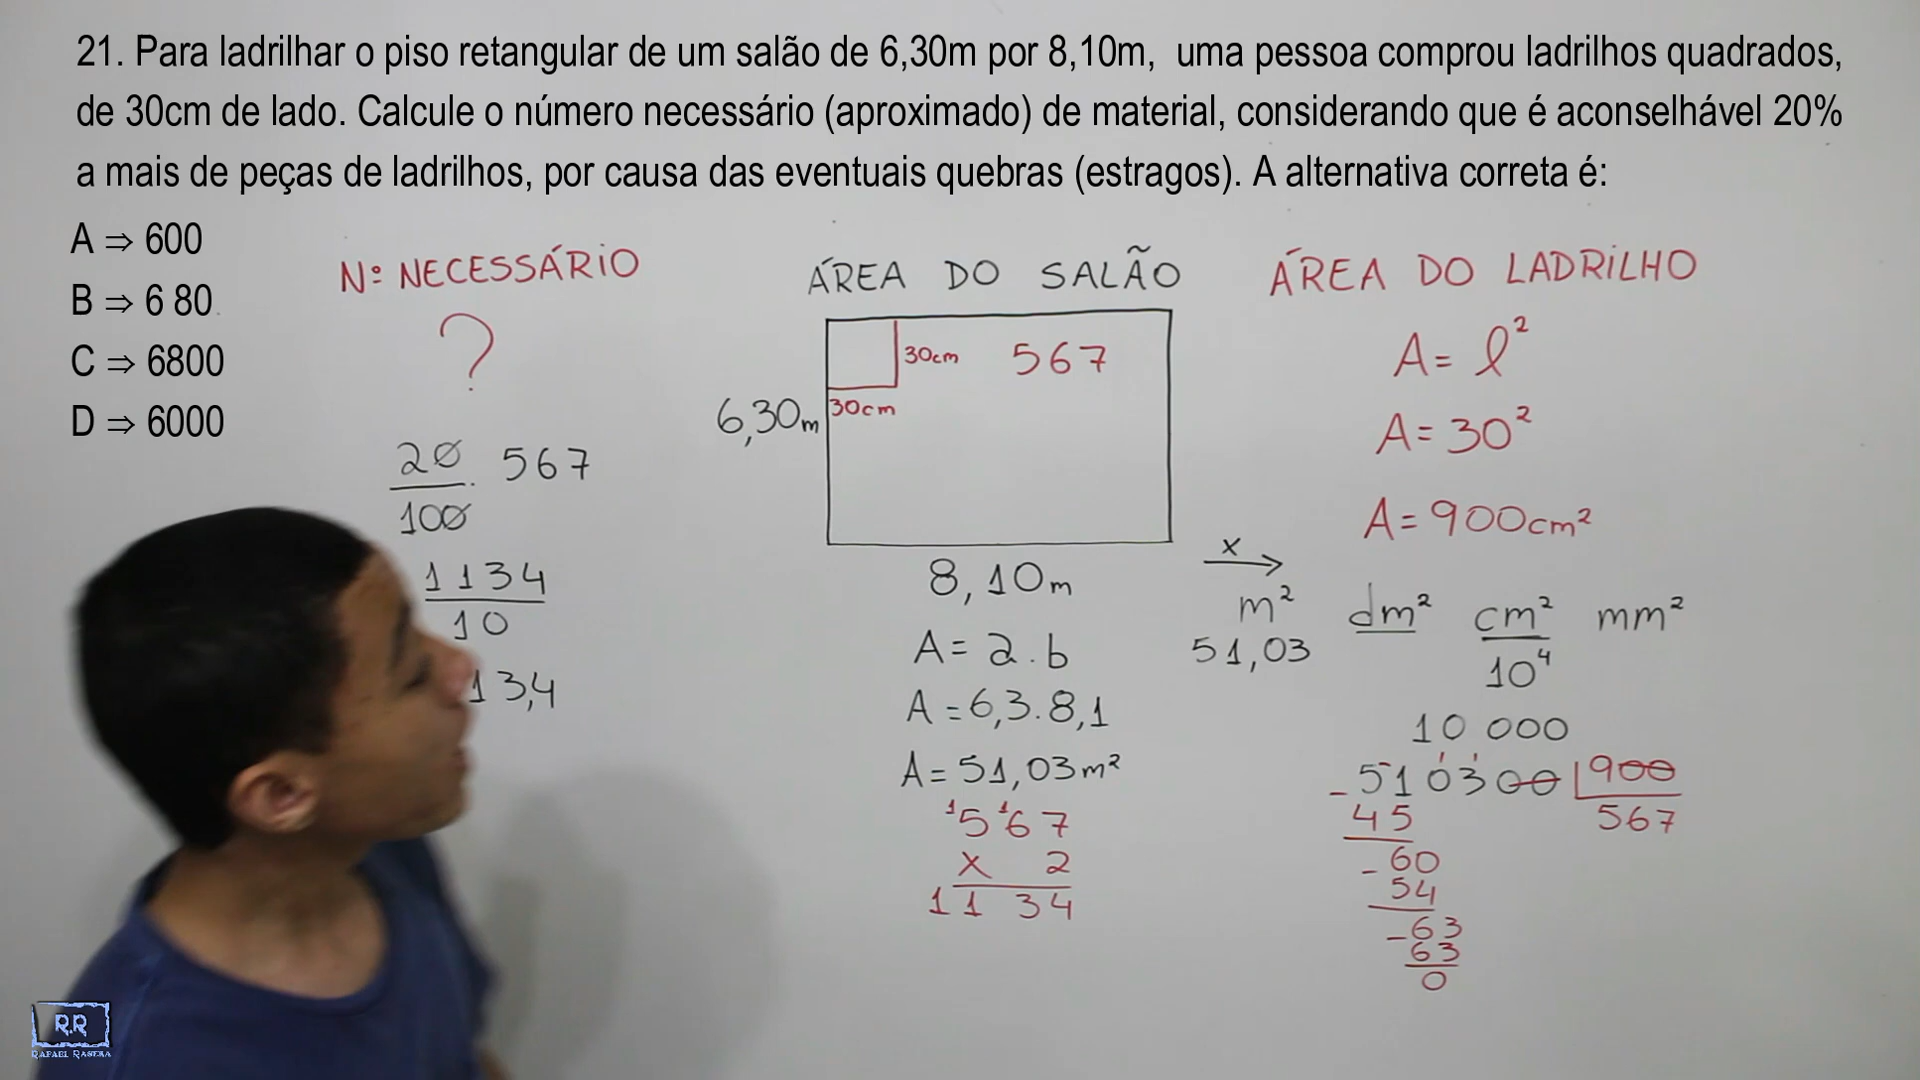 21. Para ladrilhar o piso retangular de um salão de 6,30m por 8,10m, uma pessoa comprou ladrilhos quadrados,
de 30cm de lado. Calcule o número necessário (aproximado) de material, considerando que é aconselhável 20%
a mais de peças de ladrilhos, por causa das eventuais quebras (estragos). A alternativa correta é:
A ⇒ 600
B ⇒ 6 80
C ⇒ 6800
D ⇒ 6000
Nº NECESSÁRIO
?
20/100 . 567
1134/10
13,4
ÁREA DO SALÃO
30cm 567
30cm
6,30m
8,10m
A = a.b
A = 6,3.8,1
A = 51,03m²
567
x 2
1134
ÁREA DO LADRILHO
A = l²
A = 30²
A = 900cm²
x →
m² dm² cm² mm²
51,03 10⁴
10 000
510300 | 900
- 45 567
- 60
54
- 63
63
0
R.R
RAFAEL RASERA